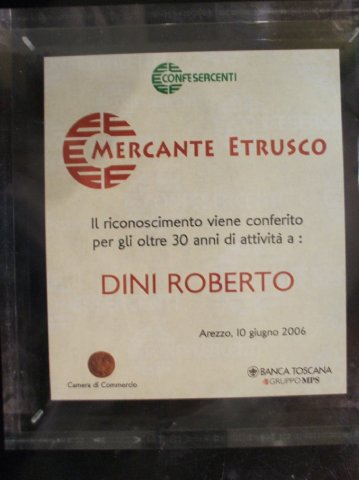 CONFESERCENTI
MERCANTE ETRUSCO
Il riconoscimento viene conferito
per gli oltre 30 anni di attività a :
DINI ROBERTO
Arezzo, 10 giugno 2006
Camera di Commercio
BANCA TOSCANA
GRUPPO MPS